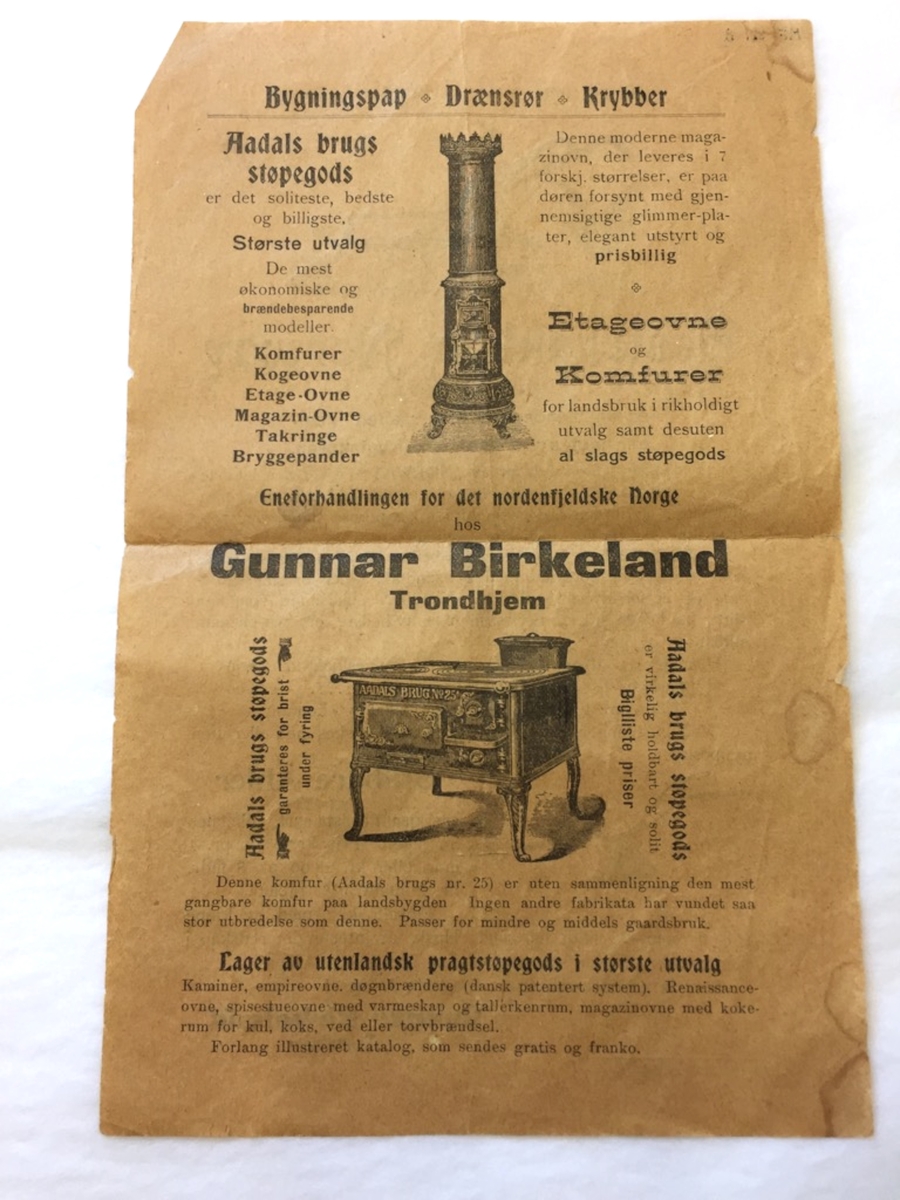 Bygningspap Drænsrør Krybber
Aadals brugs
støpegods
er det soliteste, bedste
og billigste.
Største utvalg
De mest
økonomiske og
brændebesparende
modeller.
Komfurer
Kogeovne
Etage-Ovne
Magazin-Ovne
Takringe
Bryggepander
Denne moderne maga-
zinovn, der leveres i 7
forskj. størrelser, er paa
døren forsynt med gjen-
nemsigtige glimmer-pla-
ter, elegant utstyrt og
prisbillig
Etageovne
og
Komfurer
for landsbruk i rikholdigt
utvalg samt desuten
al slags støpegods
Eneforhandlingen for det nordenfjeldske Norge
hos
Gunnar Birkeland
Trondhjem
Aadals brugs støpegods
garanteres for brist
under fyring
AADALS BRUG No 25
Aadals brugs støpegods
er virkelig holdbart og solit
Biglliste priser
Denne komfur (Aadals brugs nr. 25) er uten sammenligning den mest
gangbare komfur paa landsbygden Ingen andre fabrikata har vundet saa
stor utbredelse som denne. Passer for mindre og middels gaardsbruk.
Lager av utenlandsk pragtstøpegods i største utvalg
Kaminer, empireovne. døgnbrændere (dansk patentert system). Renaissance-
ovne, spisestueovne med varmeskap og tallerkenrum, magazinovne med koke-
rum for kul, koks, ved eller torvbrændsel.
Forlang illustreret katalog, som sendes gratis og franko.